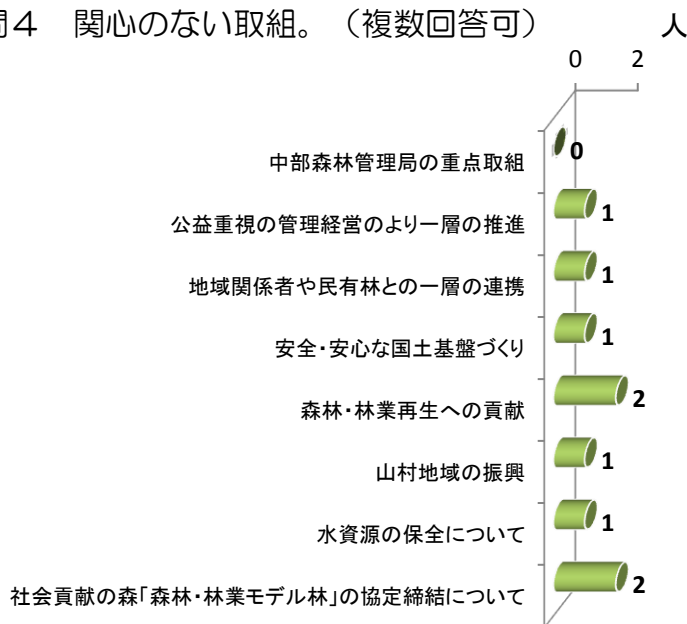 問4 関心のない取組。(複数回答可) 人
0 2
中部森林管理局の重点取組 0
公益重視の管理経営のより一層の推進 1
地域関係者や民有林との一層の連携 1
安全・安心な国土基盤づくり 1
森林・林業再生への貢献 2
山村地域の振興 1
水資源の保全について 1
社会貢献の森「森林・林業モデル林」の協定締結について 2